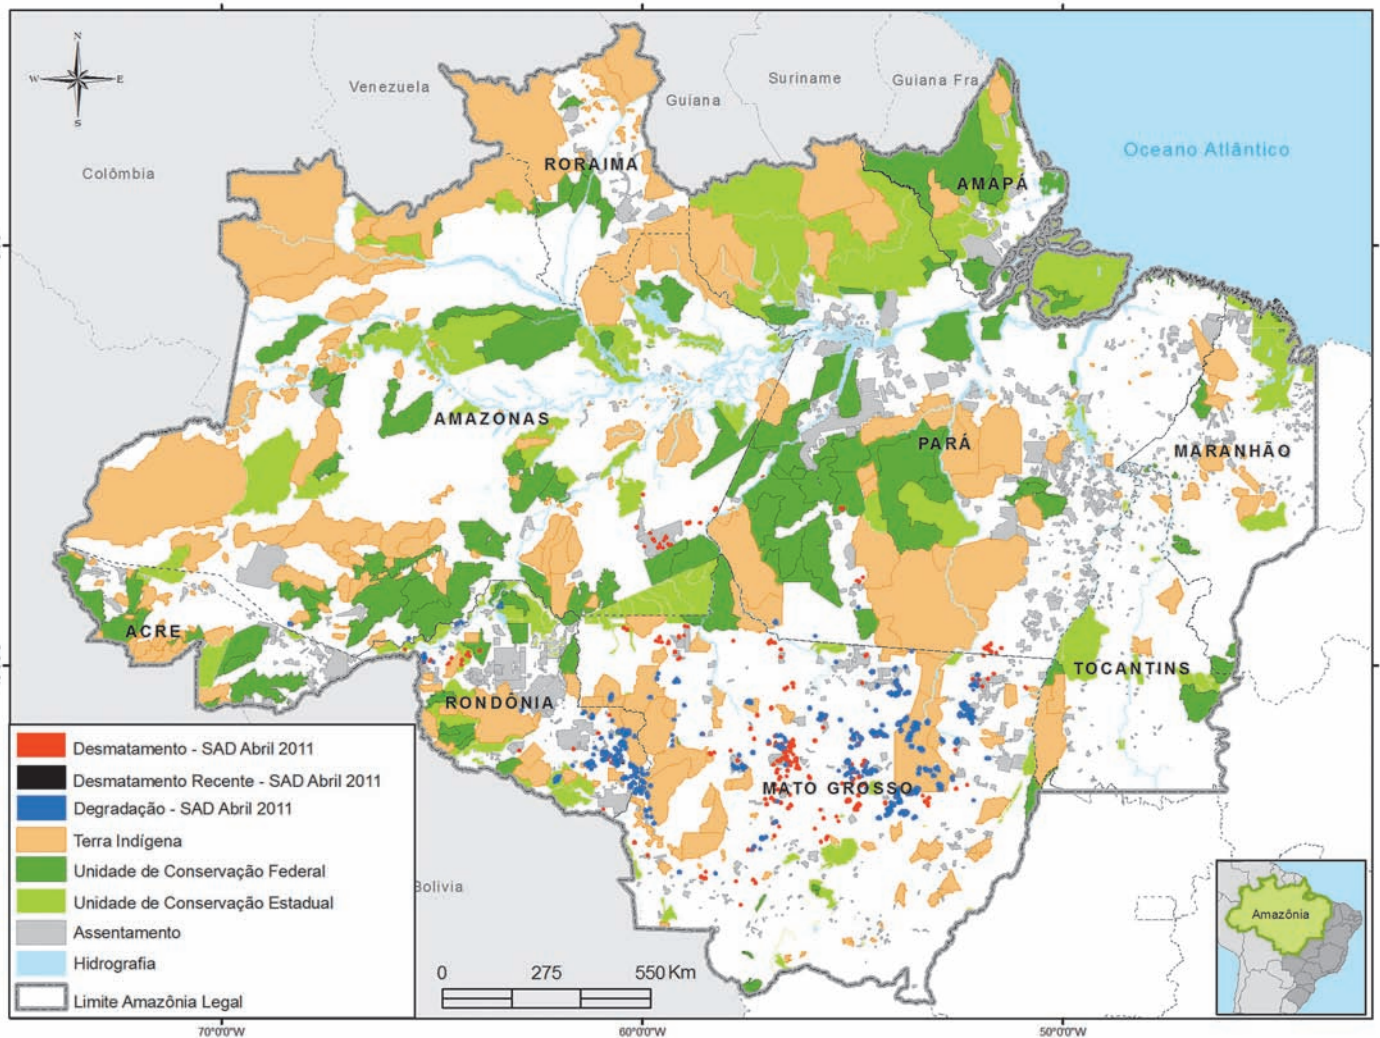 N
W
E
S
Venezuela
Suriname
Guiana Fra
Guiana
Oceano Atlântico
Colômbia
RORAIMA
AMAPÁ
AMAZONAS
PARÁ
MARANHÃO
ACRE
TOCANTINS
RONDÔNIA
MATO GROSSO
Bolivia
Desmatamento - SAD Abril 2011
Desmatamento Recente - SAD Abril 2011
Degradação - SAD Abril 2011
Terra Indígena
Unidade de Conservação Federal
Unidade de Conservação Estadual
Assentamento
Hidrografia
Limite Amazônia Legal
0 275 550 Km
Amazônia
70°0'0"W 60°0'0"W 50°0'0"W